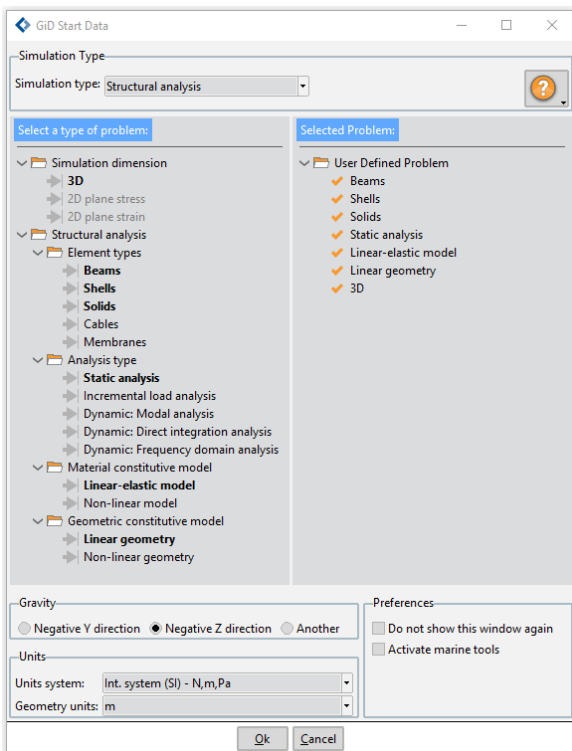 GiD Start Data
Simulation Type
Simulation type: Structural analysis
?
Select a type of problem:
Simulation dimension
3D
2D plane stress
2D plane strain
Structural analysis
Element types
Beams
Shells
Solids
Cables
Membranes
Analysis type
Static analysis
Incremental load analysis
Dynamic: Modal analysis
Dynamic: Direct integration analysis
Dynamic: Frequency domain analysis
Material constitutive model
Linear-elastic model
Non-linear model
Geometric constitutive model
Linear geometry
Non-linear geometry
Selected Problem:
User Defined Problem
Beams
Shells
Solids
Static analysis
Linear-elastic model
Linear geometry
3D
Gravity
Negative Y direction Negative Z direction Another
Units
Units system: Int. system (SI) - N,m,Pa
Geometry units: m
Preferences
Do not show this window again
Activate marine tools
Ok Cancel